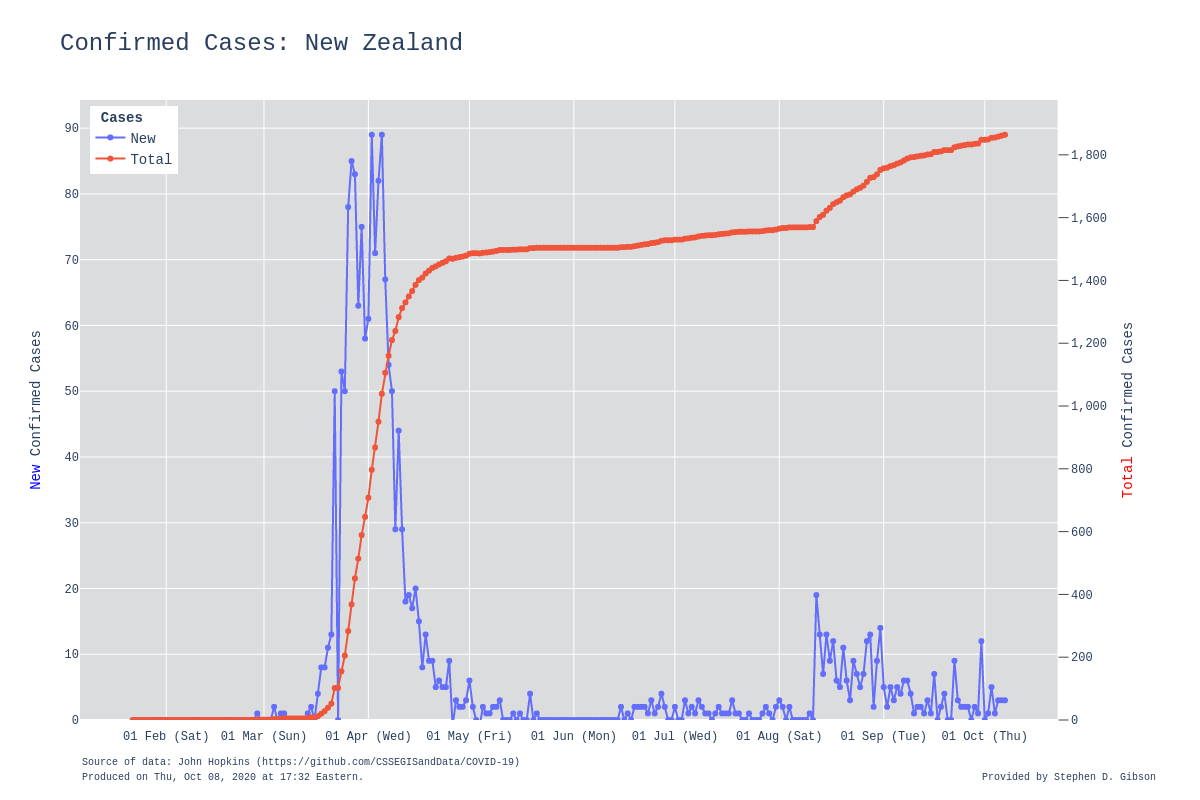 Confirmed Cases: New Zealand
Cases
New
Total
90
80
70
60
50
40
30
20
10
0
1,800
1,600
1,400
1,200
1,000
800
600
400
200
0
New Confirmed Cases
Total Confirmed Cases
01 Feb (Sat) 01 Mar (Sun) 01 Apr (Wed) 01 May (Fri) 01 Jun (Mon) 01 Jul (Wed) 01 Aug (Sat) 01 Sep (Tue) 01 Oct (Thu)
Source of data: John Hopkins (https://github.com/CSSEGISandData/COVID-19)
Produced on Thu, Oct 08, 2020 at 17:32 Eastern.
Provided by Stephen D. Gibson